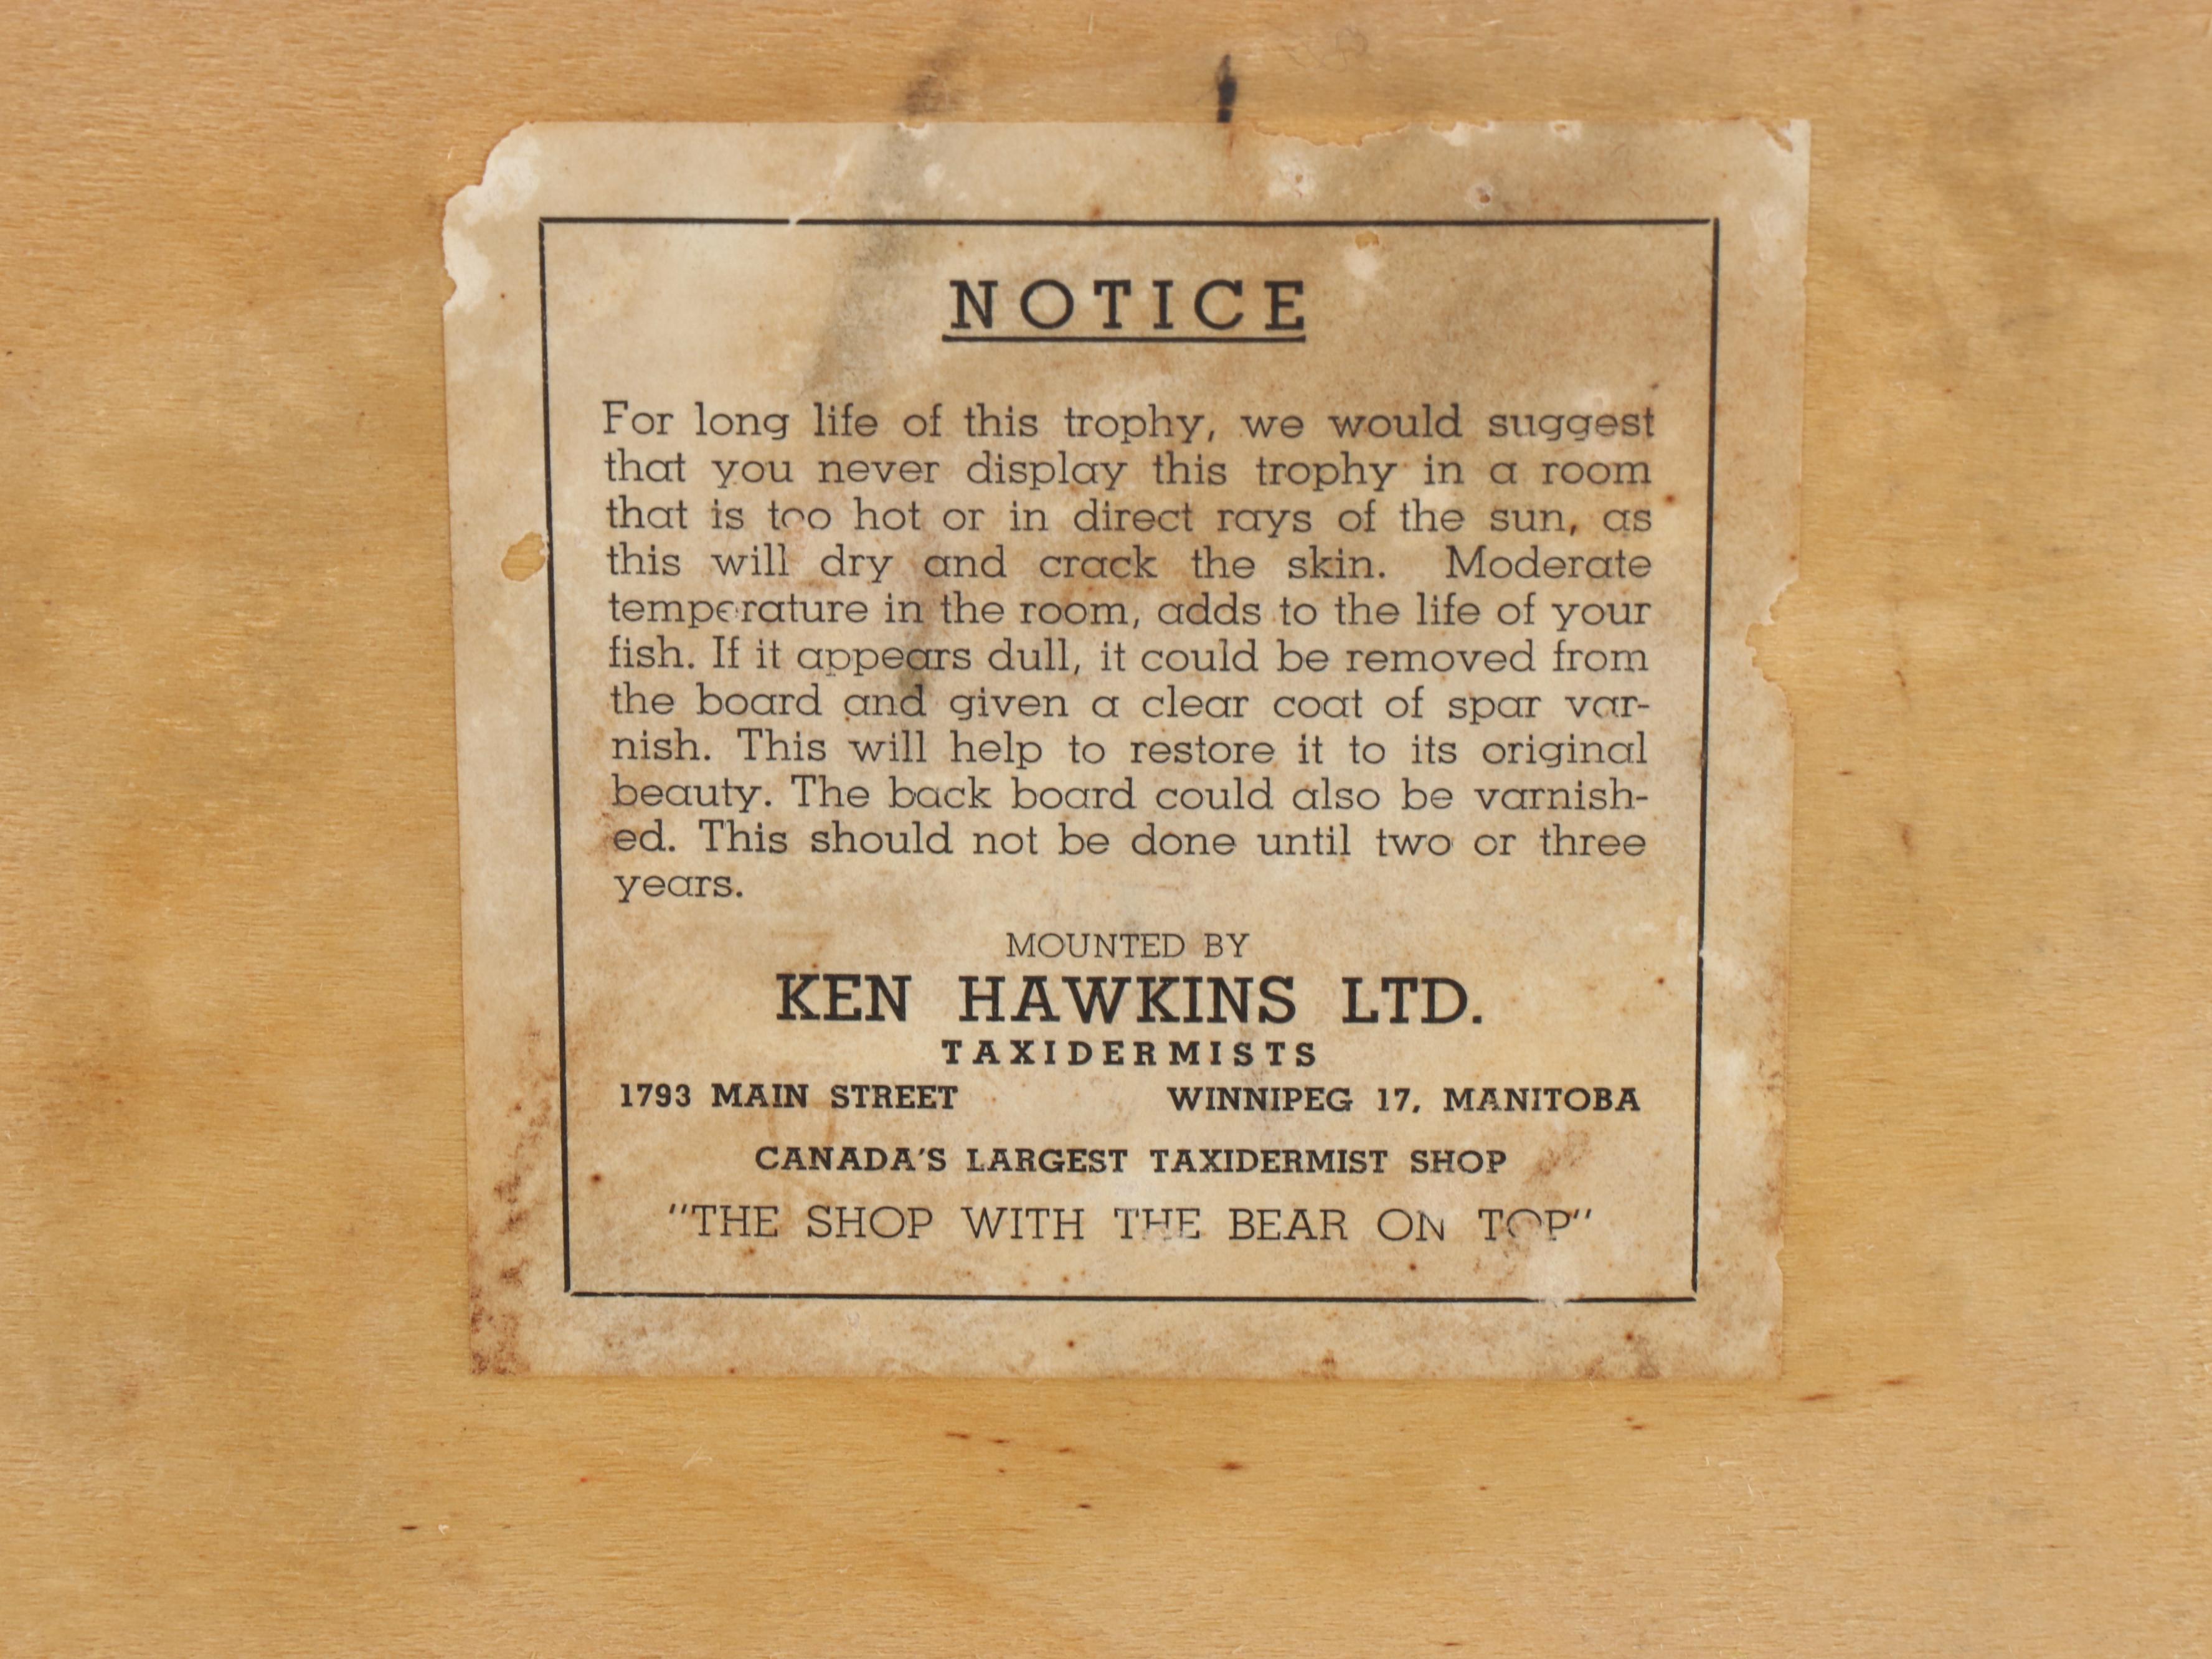 NOTICE
For long life of this trophy, we would suggest
that you never display this trophy in a room
that is too hot or in direct rays of the sun, as
this will dry and crack the skin. Moderate
temperature in the room, adds to the life of your
fish. If it appears dull, it could be removed from
the board and given a clear coat of spar var-
nish. This will help to restore it to its original
beauty. The back board could also be varnish-
ed. This should not be done until two or three
years.
MOUNTED BY
KEN HAWKINS LTD.
TAXIDERMISTS
1793 MAIN STREET WINNIPEG 17, MANITOBA
CANADA'S LARGEST TAXIDERMIST SHOP
"THE SHOP WITH THE BEAR ON TOP"